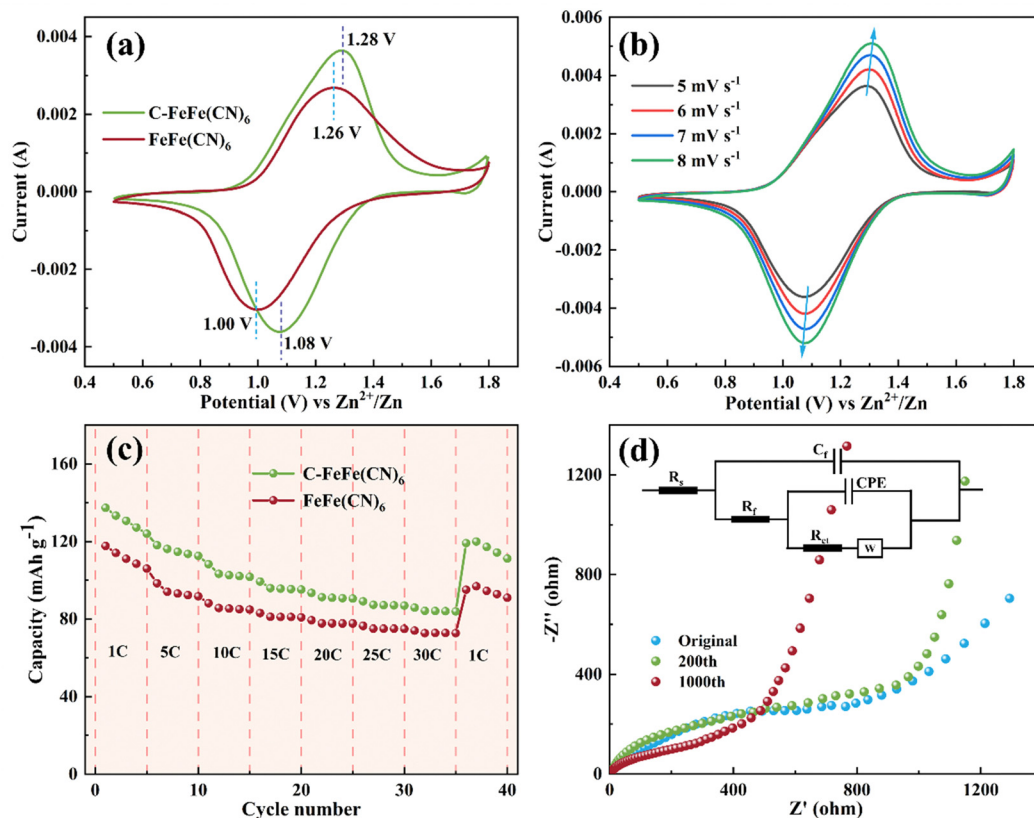 (a)
1.28 V
C-FeFe(CN)₆
FeFe(CN)₆
1.26 V
1.00 V
1.08 V
Current (A)
0.004
0.002
0.000
-0.002
-0.004
0.4 0.6 0.8 1.0 1.2 1.4 1.6 1.8
Potential (V) vs Zn²⁺/Zn
(b)
5 mV s⁻¹
6 mV s⁻¹
7 mV s⁻¹
8 mV s⁻¹
Current (A)
0.006
0.004
0.002
0.000
-0.002
-0.004
-0.006
0.4 0.6 0.8 1.0 1.2 1.4 1.6 1.8
Potential (V) vs Zn²⁺/Zn
(c)
C-FeFe(CN)₆
FeFe(CN)₆
1C 5C 10C 15C 20C 25C 30C 1C
Capacity (mAh g⁻¹)
160
120
80
40
0
0 10 20 30 40
Cycle number
(d)
C_f
R_s
CPE
R_f
R_ct
W
Original
200th
1000th
-Z'' (ohm)
-1200
-800
400
0
0 400 800 1200
Z' (ohm)